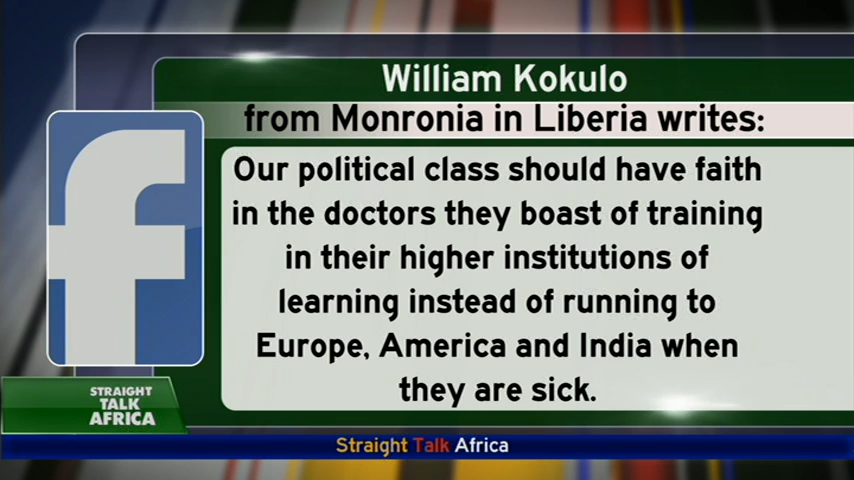 William Kokulo
from Monronia in Liberia writes:
Our political class should have faith
in the doctors they boast of training
in their higher institutions of
learning instead of running to
Europe, America and India when
they are sick.
STRAIGHT
TALK
AFRICA
Straight Talk Africa